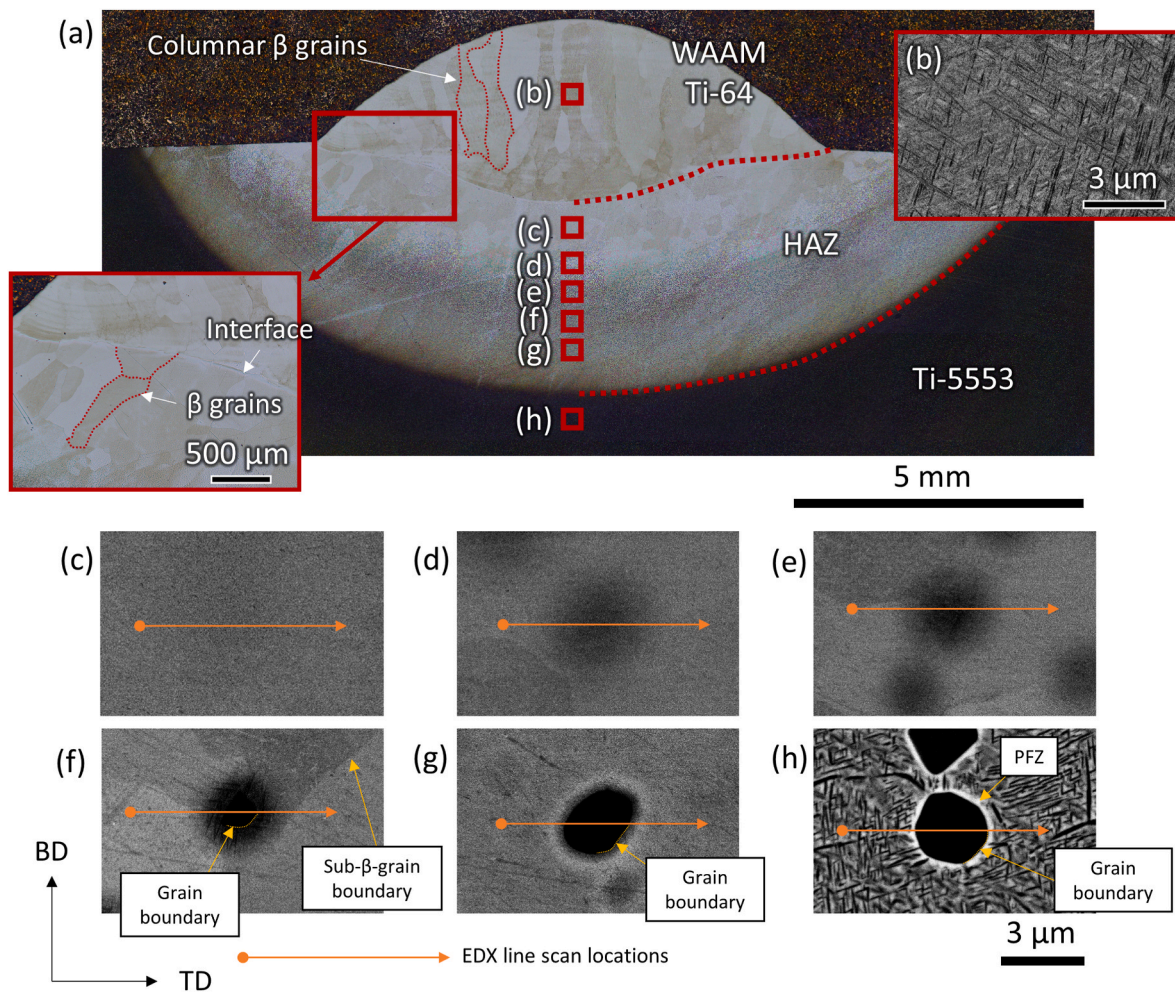 (a)
Columnar β grains
WAAM
Ti-64
(b)
(b)
3 μm
(c)
HAZ
(d)
(e)
(f)
(g)
Ti-5553
(h)
Interface
β grains
500 μm
5 mm
(c)
(d)
(e)
(f)
Grain
boundary
Sub-β-grain
boundary
(g)
Grain
boundary
(h)
PFZ
Grain
boundary
BD
TD
EDX line scan locations
3 μm